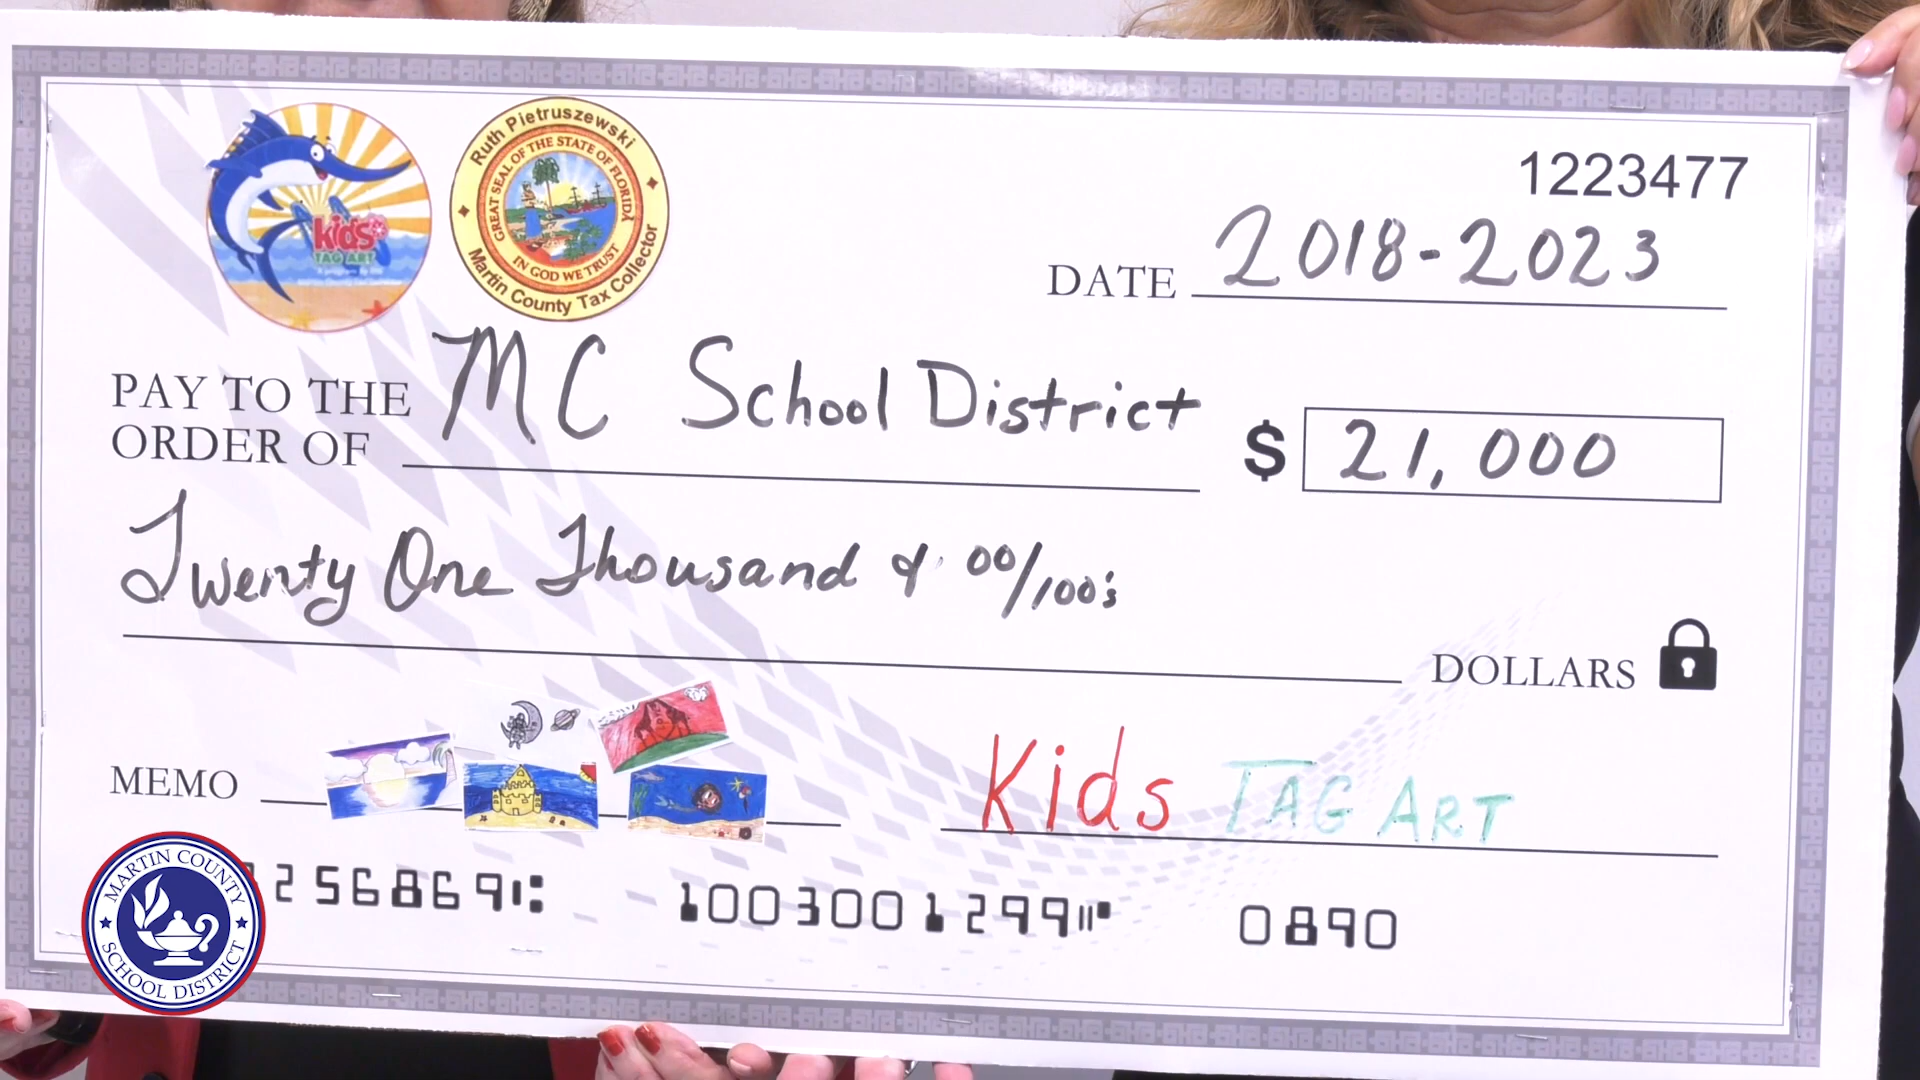 kids
TAG ART
Ruth Pietruszewski
GREAT SEAL OF THE STATE OF FLORIDA
IN GOD WE TRUST
Martin County Tax Collector
1223477
DATE 2018-2023
PAY TO THE
ORDER OF MC School District $ 21,000
Twenty One Thousand & 00/100's
DOLLARS
MEMO Kids TAG ART
256869 1003001299 0890
MARTIN COUNTY
SCHOOL DISTRICT